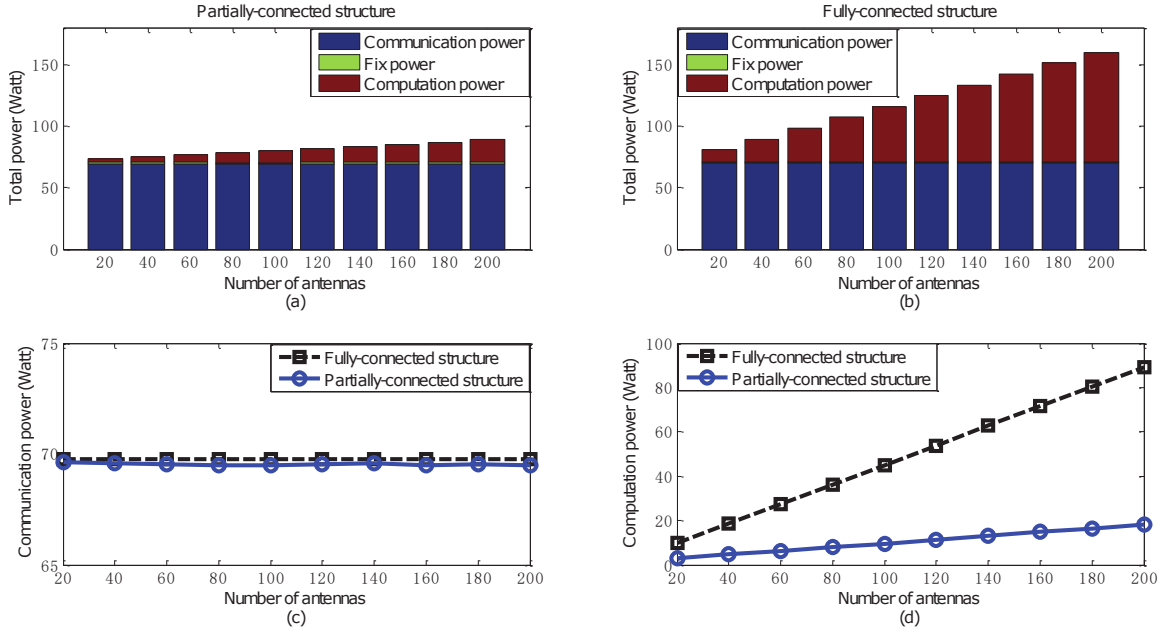 Partially-connected structure
Total power (Watt)
150
100
50
0
Communication power
Fix power
Computation power
20 40 60 80 100 120 140 160 180 200
Number of antennas
(a)
Fully-connected structure
Total power (Watt)
150
100
50
0
Communication power
Fix power
Computation power
20 40 60 80 100 120 140 160 180 200
Number of antennas
(b)
Communication power (Watt)
75
70
65
Fully-connected structure
Partially-connected structure
20 40 60 80 100 120 140 160 180 200
Number of antennas
(c)
Computation power (Watt)
100
80
60
40
20
0
Fully-connected structure
Partially-connected structure
20 40 60 80 100 120 140 160 180 200
Number of antennas
(d)